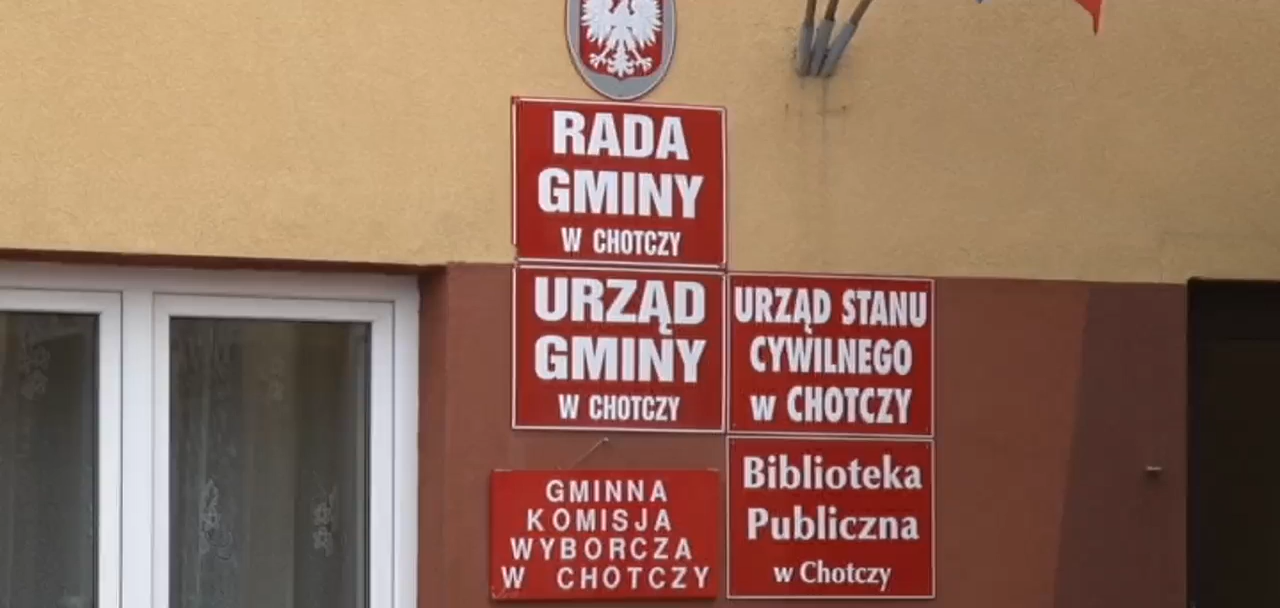 RADA
GMINY
W CHOTCZY
URZĄD
GMINY
W CHOTCZY
URZĄD STANU
CYWILNEGO
w CHOTCZY
GMINNA
KOMISJA
WYBORCZA
W CHOTCZY
Biblioteka
Publiczna
w Chotczy